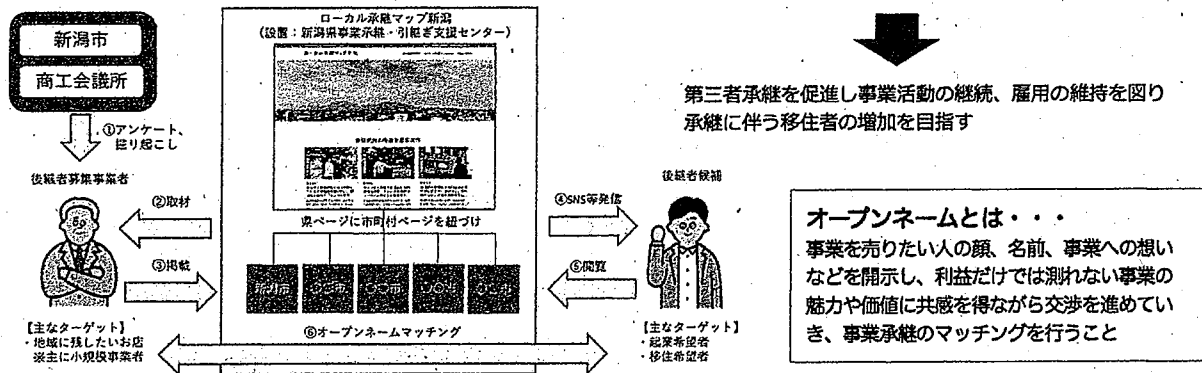 新潟市
商工会議所
①アンケート、
掘り起こし
後継者募集事業者
②取材
③掲載
【主なターゲット】
・地域に残したいお店
※主に小規模事業者
ローカル承継マップ新潟
(設置:新潟県事業承継・引継ぎ支援センター)
県ページに市町村ページを紐づけ
新潟市
⑥オープンネームマッチング
④SNS等発信
⑤閲覧
後継者候補
【主なターゲット】
・起業希望者
・移住希望者
第三者承継を促進し事業活動の継続、雇用の維持を図り
承継に伴う移住者の増加を目指す
オープンネームとは・・・
事業を売りたい人の顔、名前、事業への想い
などを開示し、利益だけでは測れない事業の
魅力や価値に共感を得ながら交渉を進めてい
き、事業承継のマッチングを行うこと